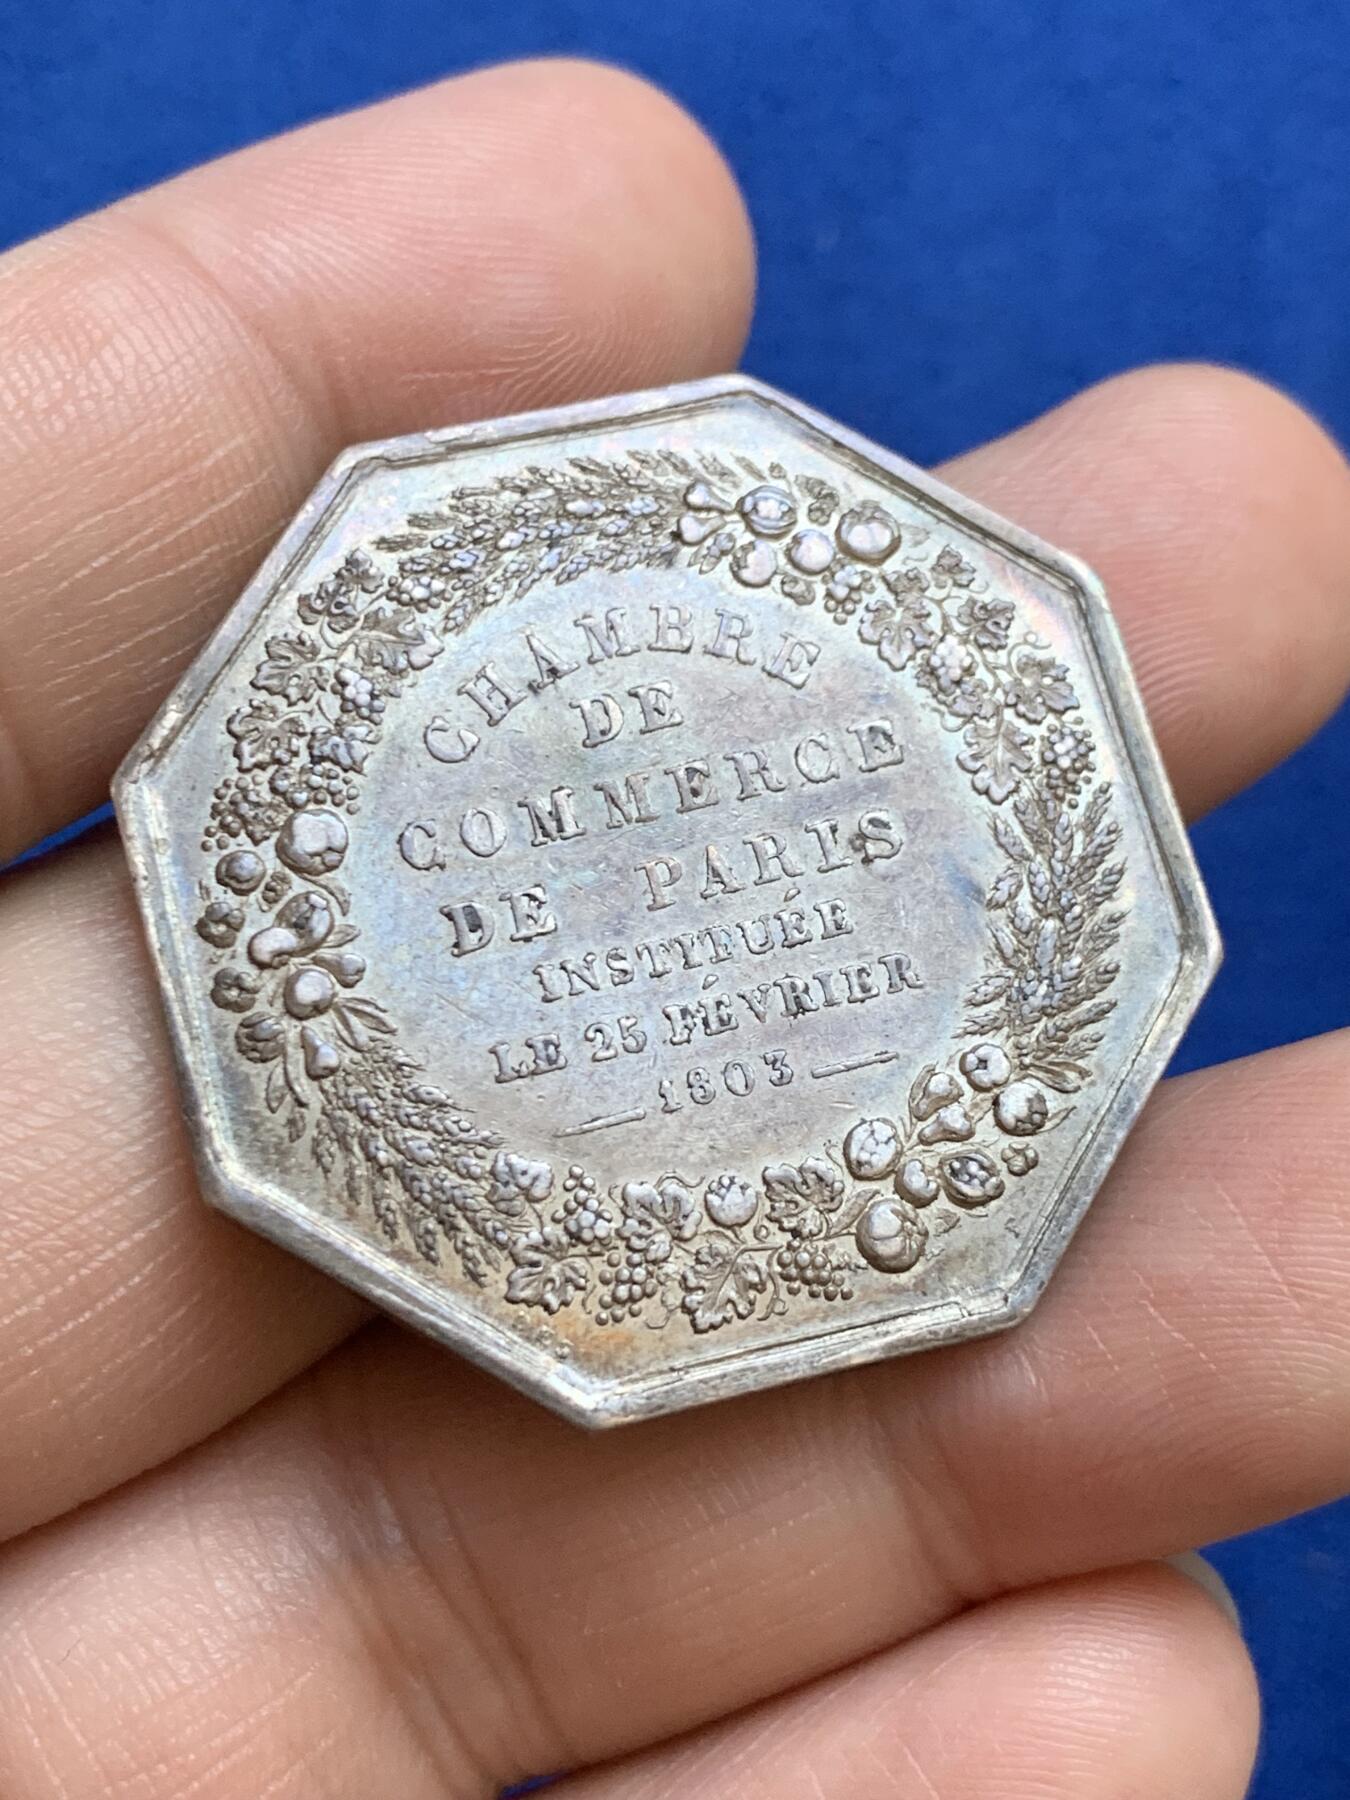 CHAMBRE
DE
COMMERCE
DE PARIS
INSTITUÉE
LE 25 FÉVRIER
1803